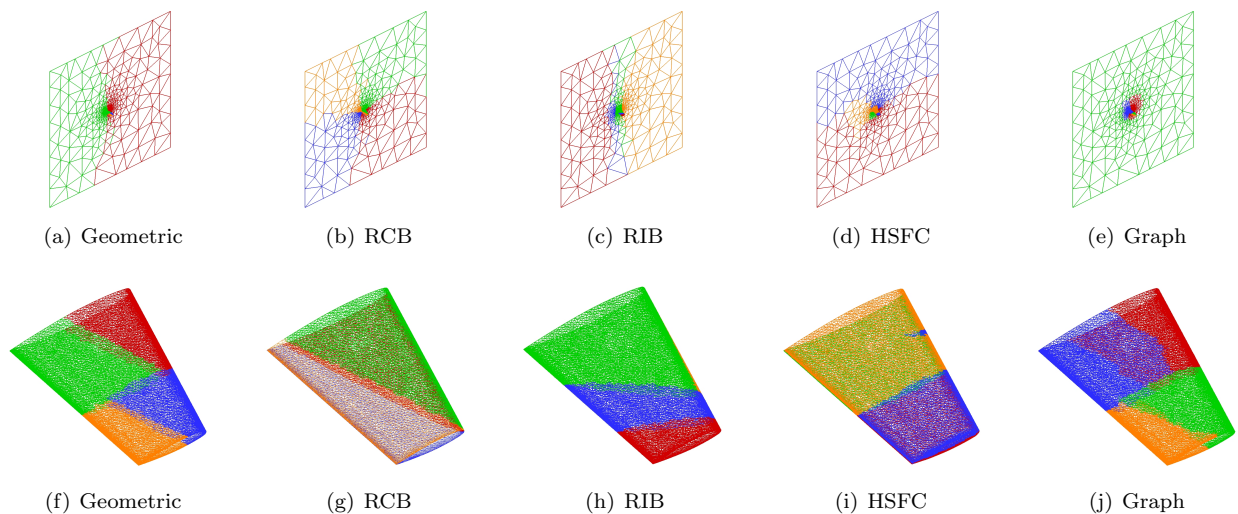 (a) Geometric
(b) RCB
(c) RIB
(d) HSFC
(e) Graph
(f) Geometric
(g) RCB
(h) RIB
(i) HSFC
(j) Graph